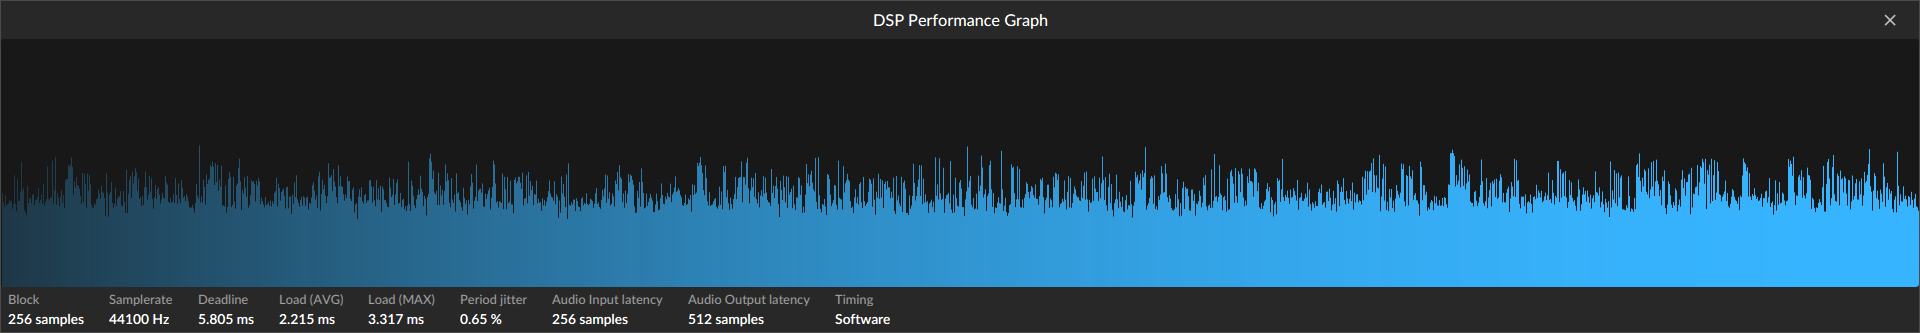 DSP Performance Graph
Block Samplerate Deadline Load (AVG) Load (MAX) Period jitter Audio Input latency Audio Output latency Timing
256 samples 44100 Hz 5.805 ms 2.215 ms 3.317 ms 0.65 % 256 samples 512 samples Software